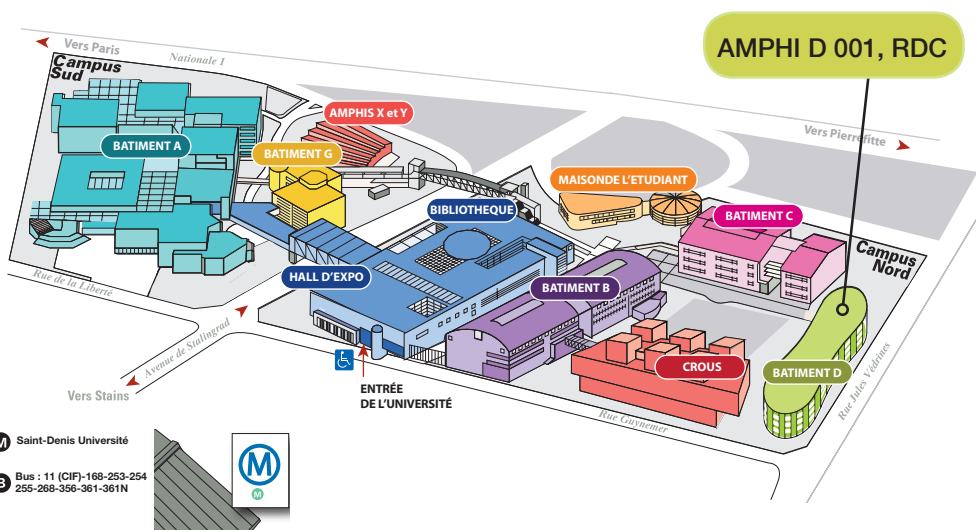 AMPHI D 001, RDC
Vers Paris
Nationale 1
Campus
Sud
AMPHIS X et Y
Vers Pierrefitte
BATIMENT A
BATIMENT G
MAISONDE L'ETUDIANT
BIBLIOTHEQUE
BATIMENT C
Campus
Nord
HALL D'EXPO
BATIMENT B
Rue de la Liberté
Avenue de Stalingrad
CROUS
BATIMENT D
Rue Jules Védrines
ENTRÉE
DE L'UNIVERSITÉ
Vers Stains
Rue Guynemer
M Saint-Denis Université
B Bus : 11 (CIF)-168-253-254
255-268-356-361-361N
M
M